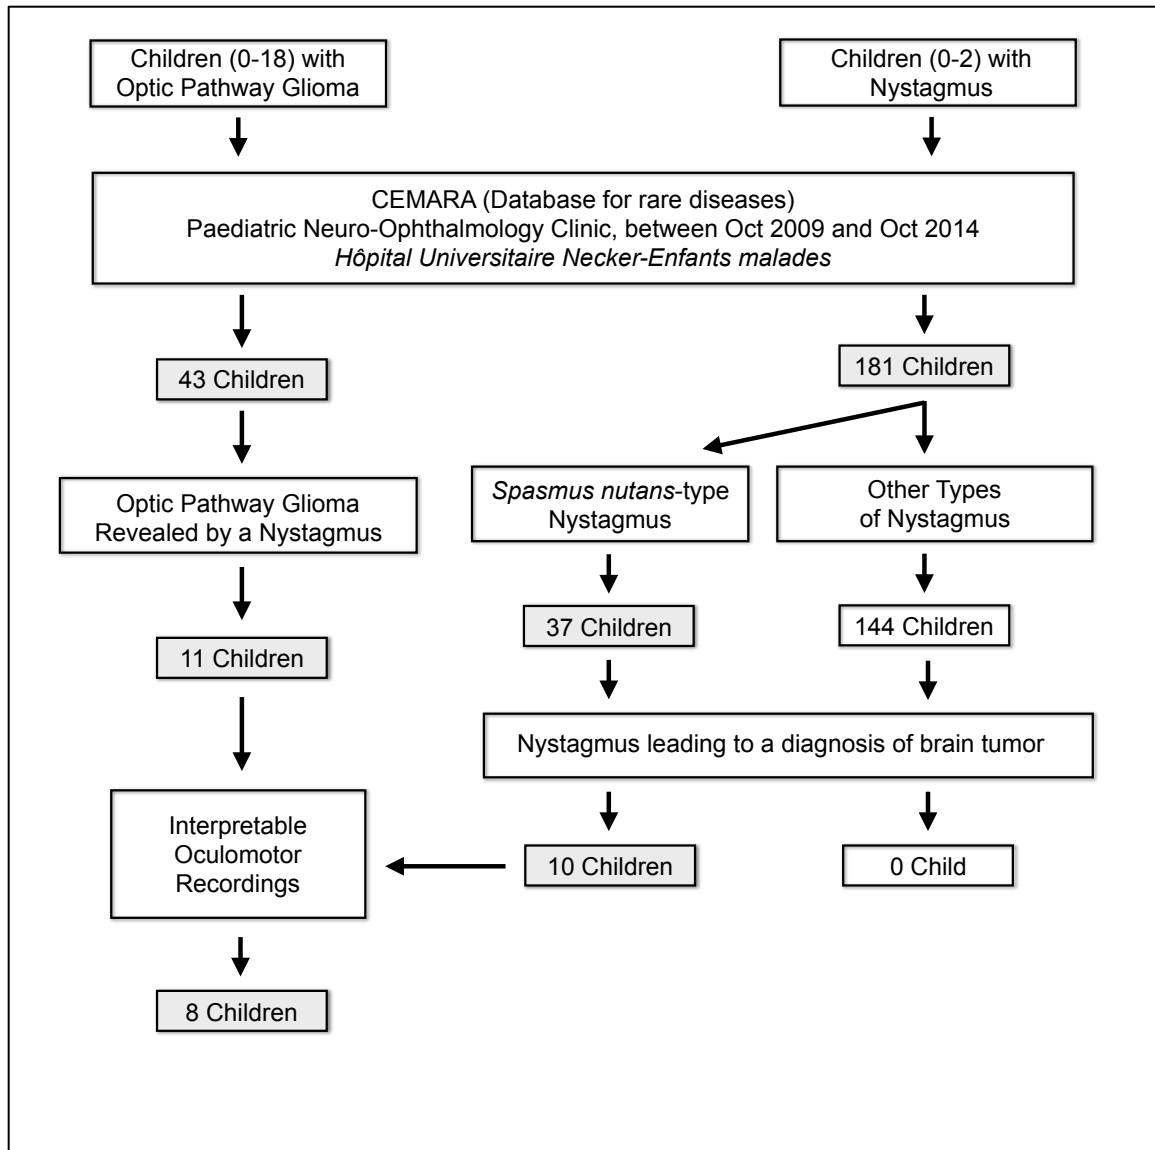 Children (0-18) with
Optic Pathway Glioma
Children (0-2) with
Nystagmus
CEMARA (Database for rare diseases)
Paediatric Neuro-Ophthalmology Clinic, between Oct 2009 and Oct 2014
Hôpital Universitaire Necker-Enfants malades
43 Children
181 Children
Optic Pathway Glioma
Revealed by a Nystagmus
Spasmus nutans-type
Nystagmus
Other Types
of Nystagmus
37 Children
144 Children
11 Children
Nystagmus leading to a diagnosis of brain tumor
Interpretable
Oculomotor
Recordings
10 Children
0 Child
8 Children